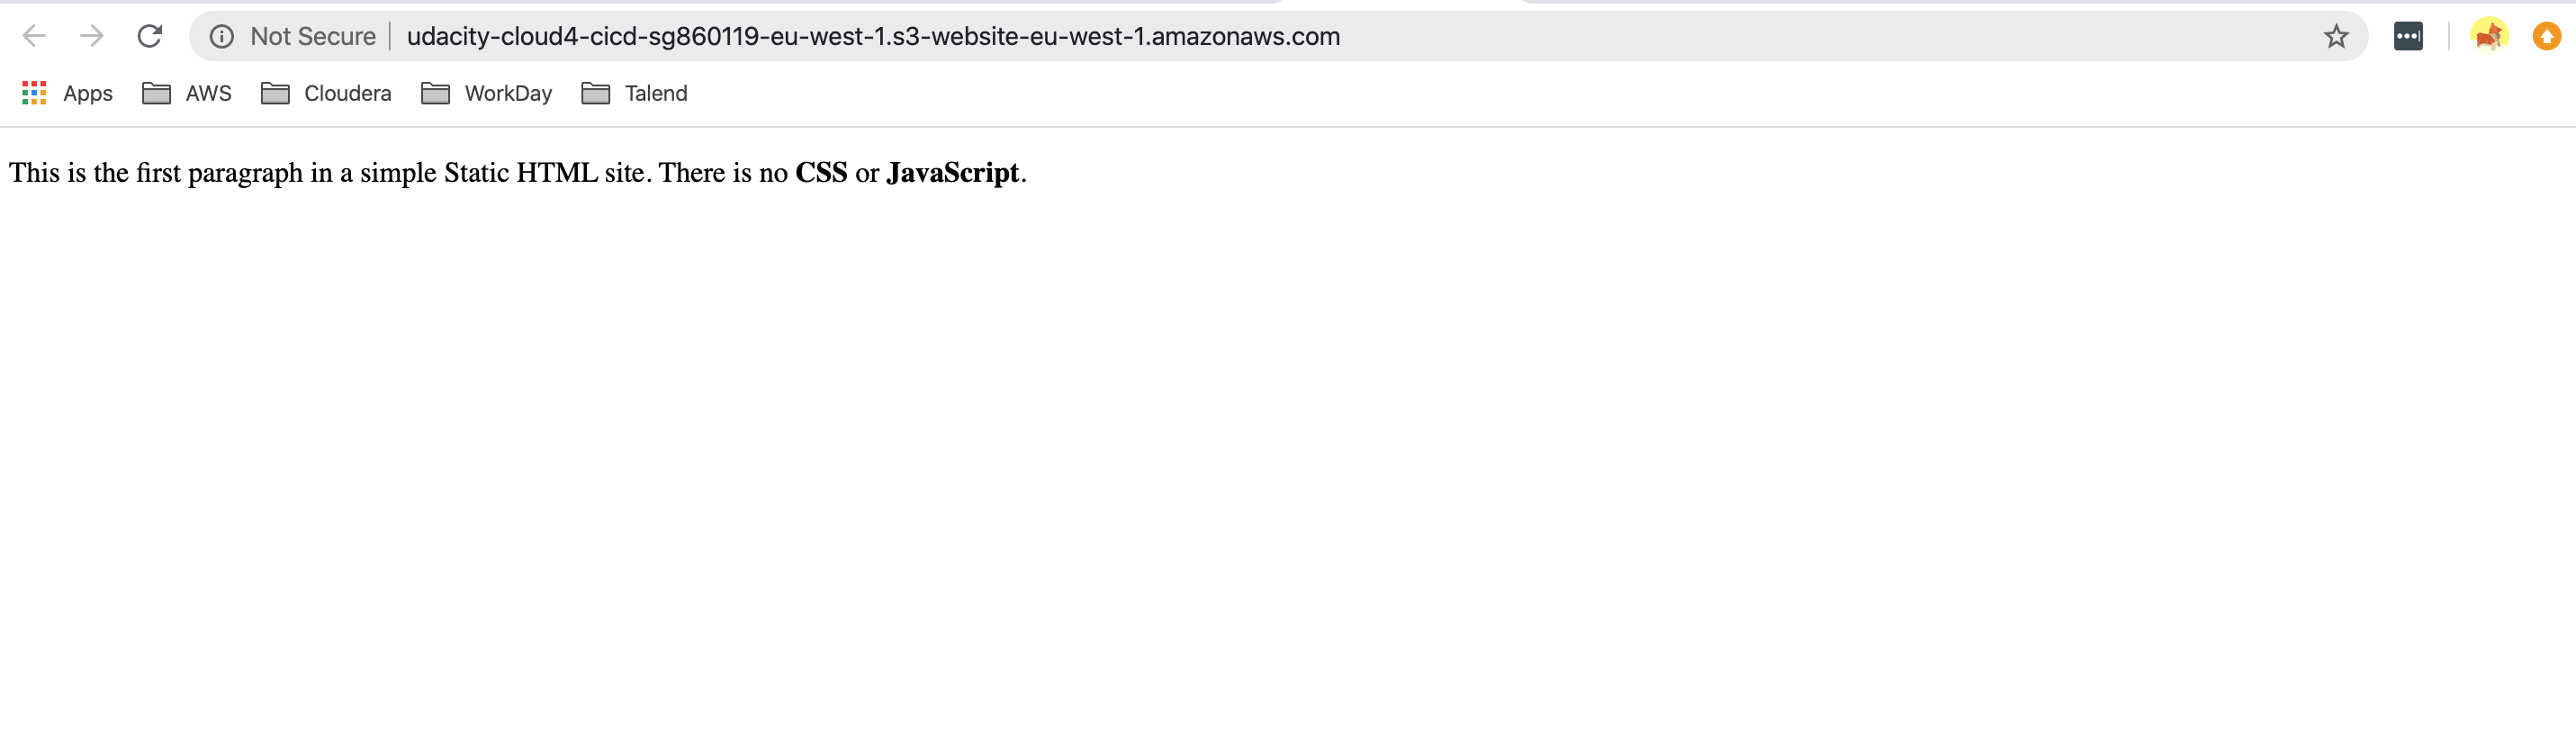 Not Secure | udacity-cloud4-cicd-sg860119-eu-west-1.s3-website-eu-west-1.amazonaws.com
Apps AWS Cloudera WorkDay Talend
This is the first paragraph in a simple Static HTML site. There is no CSS or JavaScript.